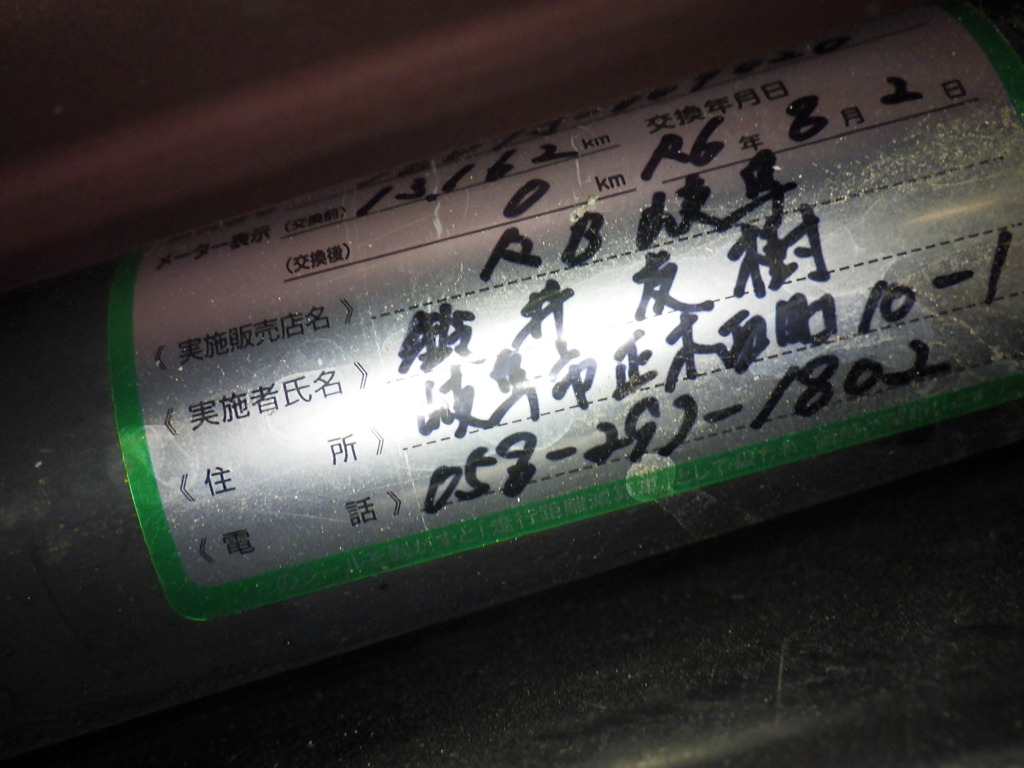 メーター表示 (交換前) 13,162 km 交換年月日
(交換後) 0 km R6年 8月 2日
《実施販売店名》 RB岐阜
《実施者氏名》 井 友樹
《住所》 岐阜市正木西町10-1
《電話》 058-297-1802